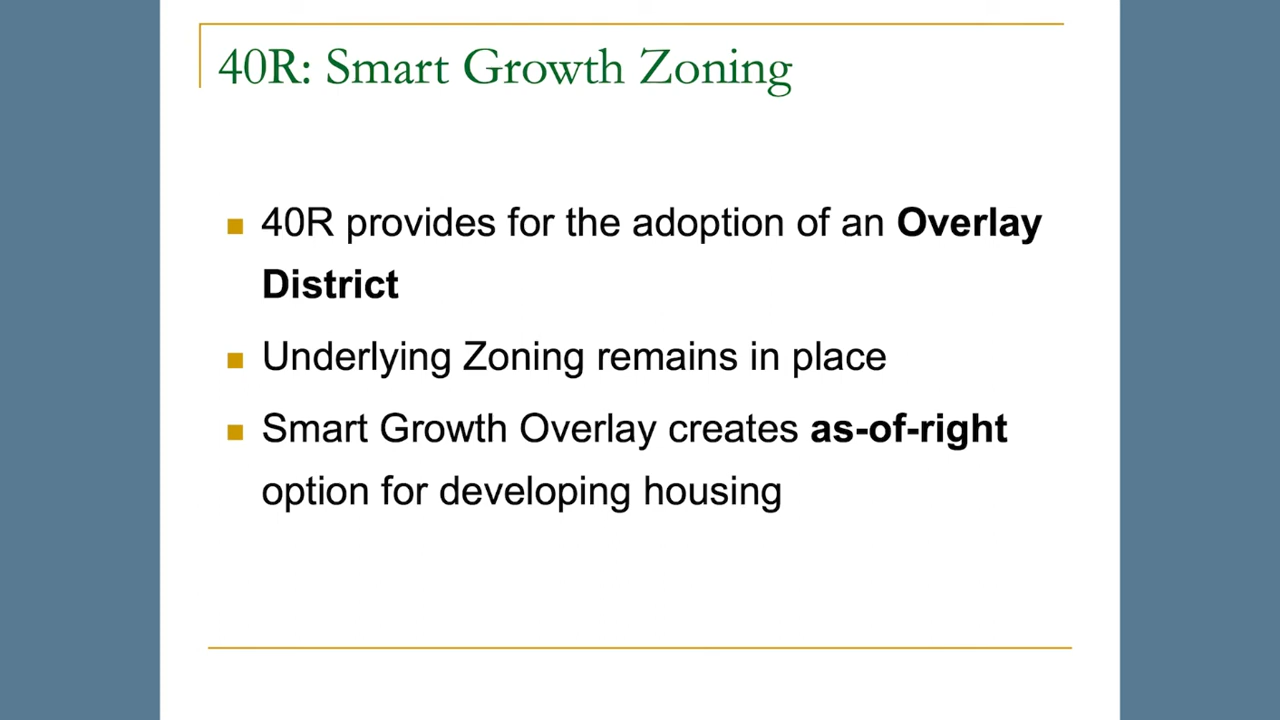 40R: Smart Growth Zoning
40R provides for the adoption of an Overlay
District
Underlying Zoning remains in place
Smart Growth Overlay creates as-of-right
option for developing housing